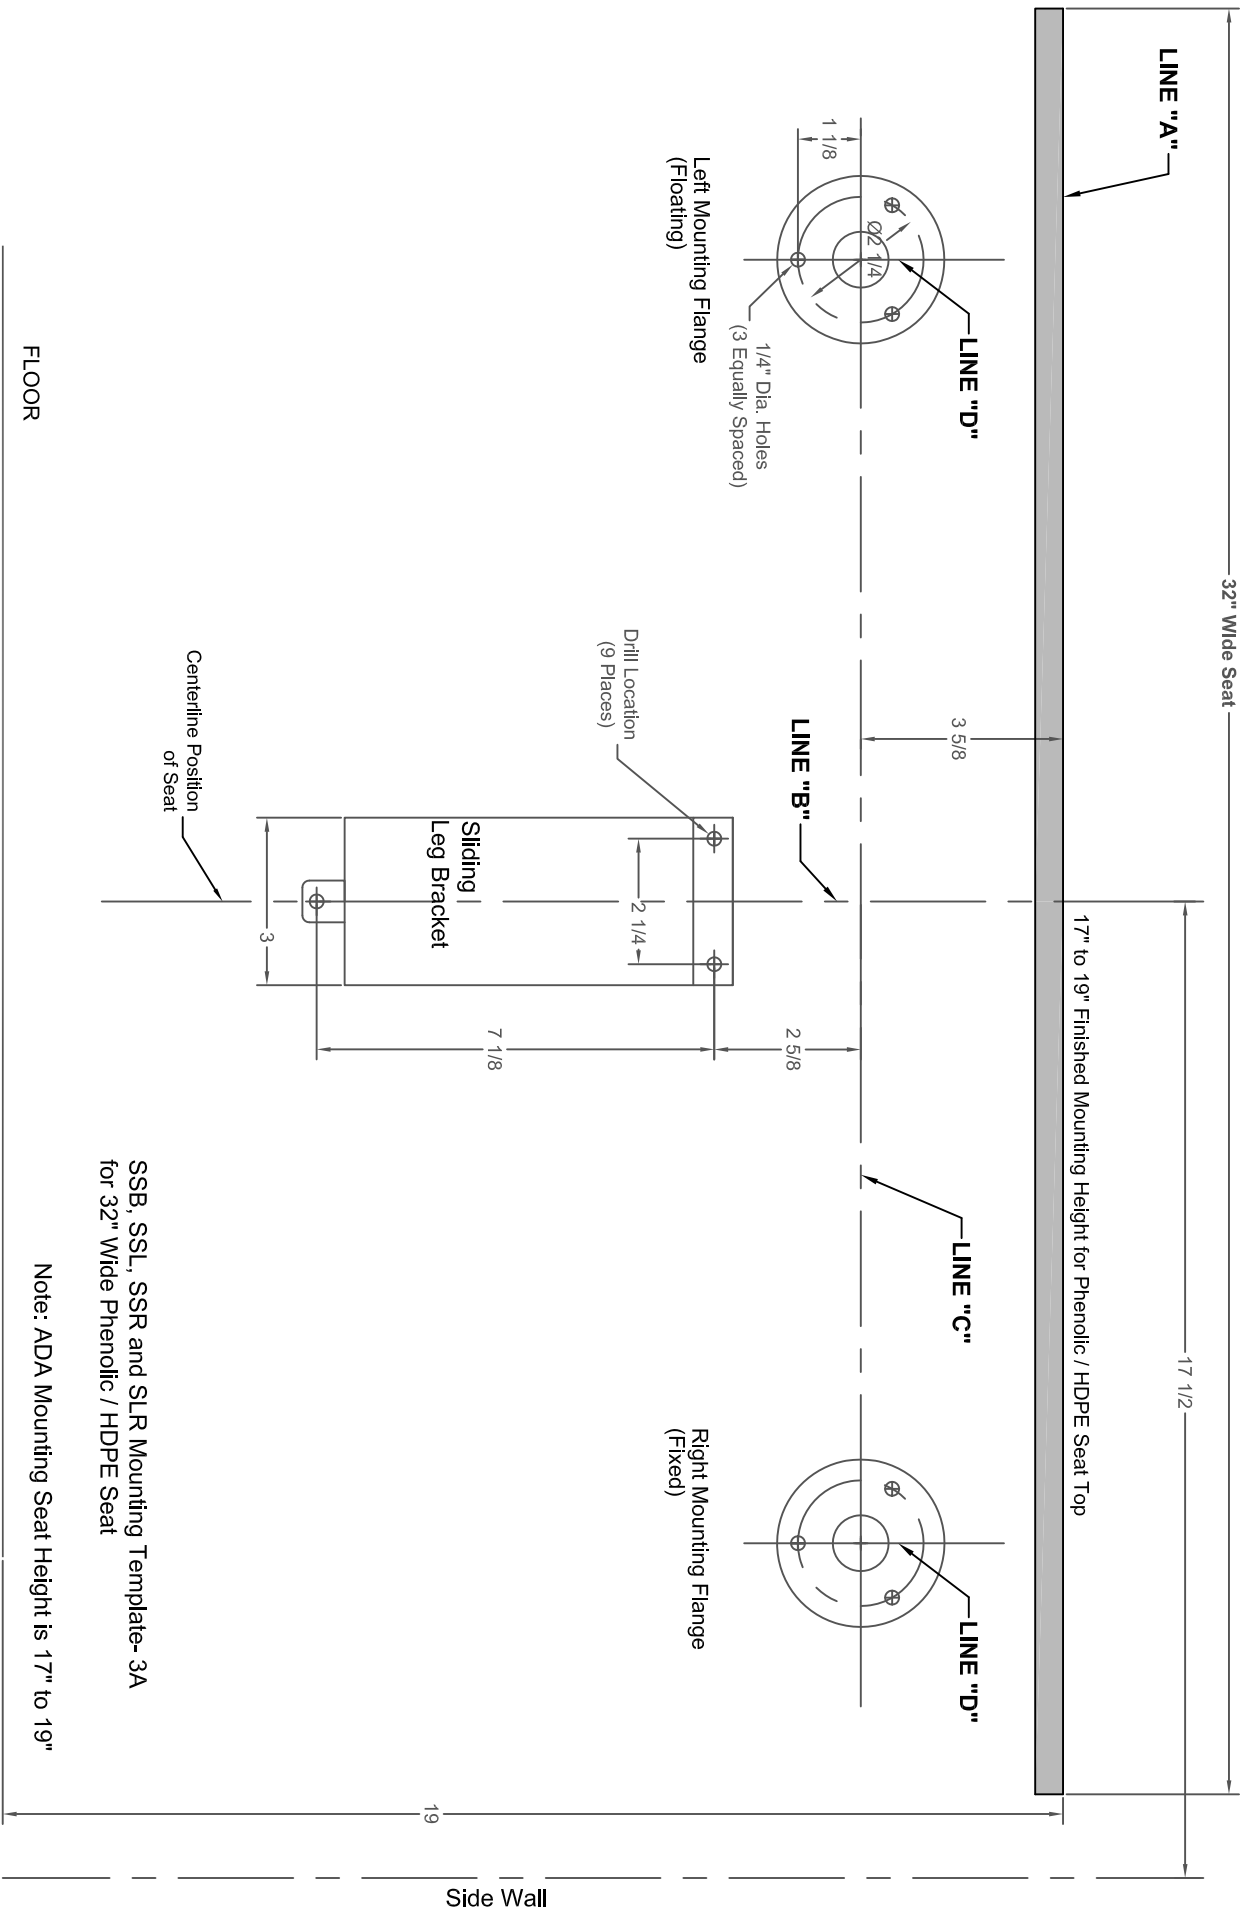 32" Wide Seat
17 1/2
LINE "A"
17" to 19" Finished Mounting Height for Phenolic / HDPE Seat Top
3 5/8
LINE "D"
LINE "C"
LINE "D"
1 1/8
Ø2 1/4
1/4" Dia. Holes
(3 Equally Spaced)
LINE "B"
2 5/8
Left Mounting Flange
(Floating)
Right Mounting Flange
(Fixed)
Drill Location
(9 Places)
2 1/4
Sliding
Leg Bracket
7 1/8
19
Side Wall
3
Centerline Position
of Seat
SSB, SSL, SSR and SLR Mounting Template- 3A
for 32" Wide Phenolic / HDPE Seat
FLOOR
Note: ADA Mounting Seat Height is 17" to 19"